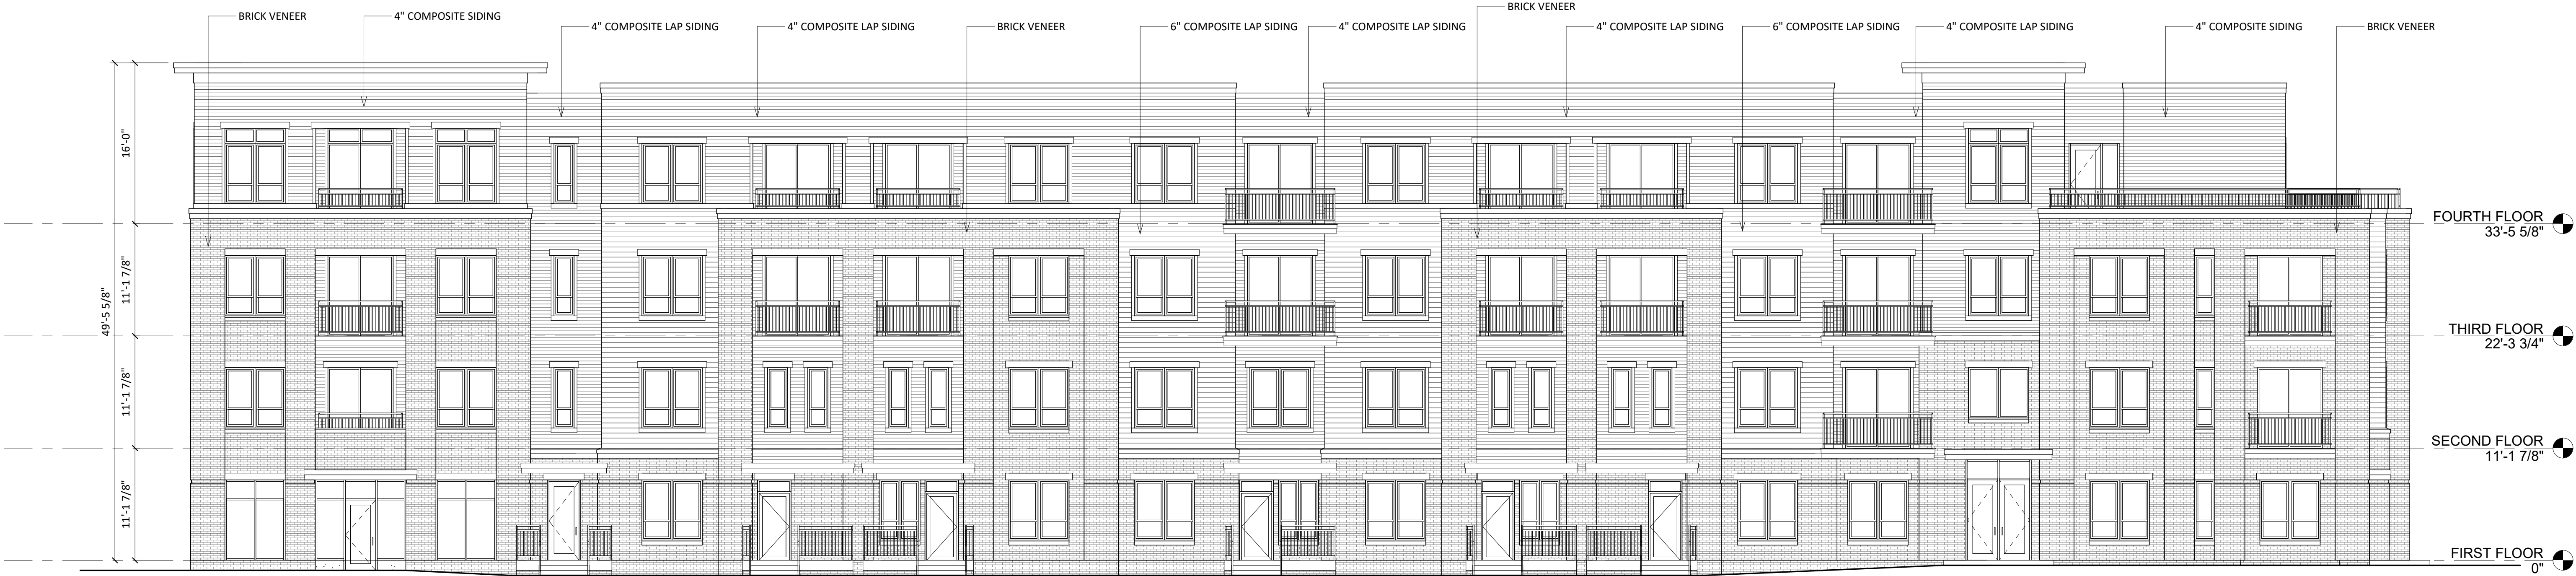 BRICK VENEER
4" COMPOSITE SIDING
4" COMPOSITE LAP SIDING
4" COMPOSITE LAP SIDING
BRICK VENEER
6" COMPOSITE LAP SIDING
4" COMPOSITE LAP SIDING
BRICK VENEER
4" COMPOSITE LAP SIDING
6" COMPOSITE LAP SIDING
4" COMPOSITE LAP SIDING
4" COMPOSITE SIDING
BRICK VENEER
49'-5 5/8"
16'-0"
11'-1 7/8"
11'-1 7/8"
11'-1 7/8"
FOURTH FLOOR
33'-5 5/8"
THIRD FLOOR
22'-3 3/4"
SECOND FLOOR
11'-1 7/8"
FIRST FLOOR
0"